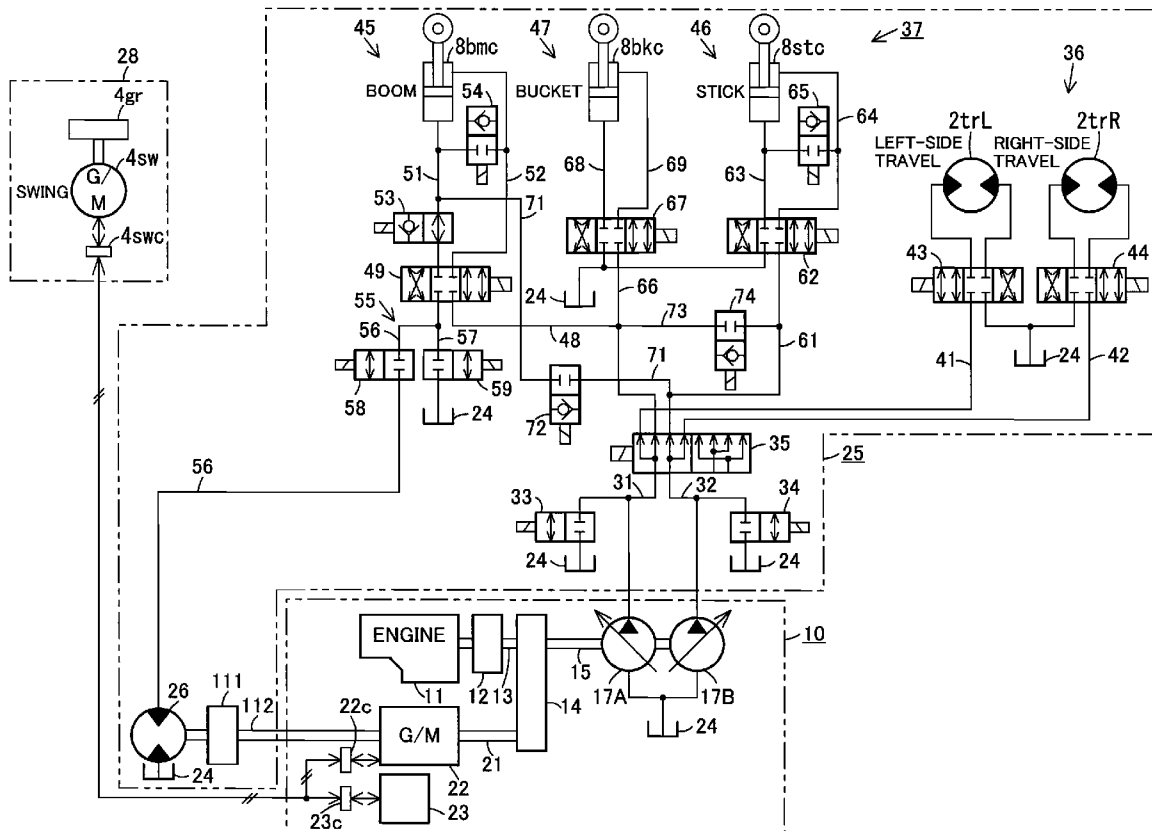 45
47
46
37
36
28
4gr
4sw
G
M
SWING
4swc
8bmc
BOOM
54
8bkc
BUCKET
8stc
STICK
65
64
2trL
2trR
LEFT-SIDE
TRAVEL
RIGHT-SIDE
TRAVEL
51
52
53
71
68
69
67
63
62
43
44
49
55
56
57
24
66
48
73
74
61
24
41
42
58
59
24
72
71
35
25
56
31
32
33
34
24
24
10
ENGINE
11
12
13
14
15
17A
17B
24
26
111
112
22c
G/M
22
21
24
23c
23